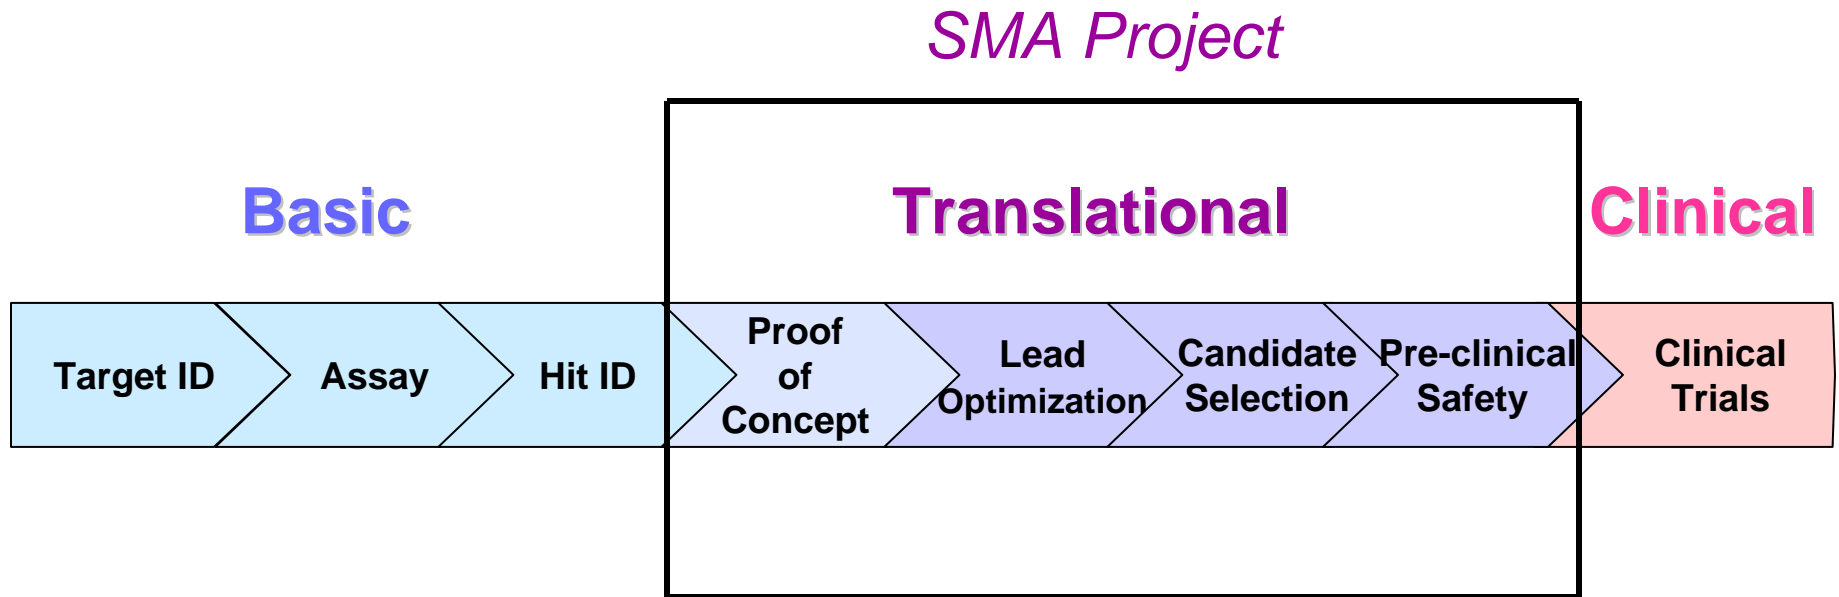 SMA Project
Basic
Translational
Clinical
Target ID
Assay
Hit ID
Proof
of
Concept
Lead
Optimization
Candidate
Selection
Pre-clinical
Safety
Clinical
Trials